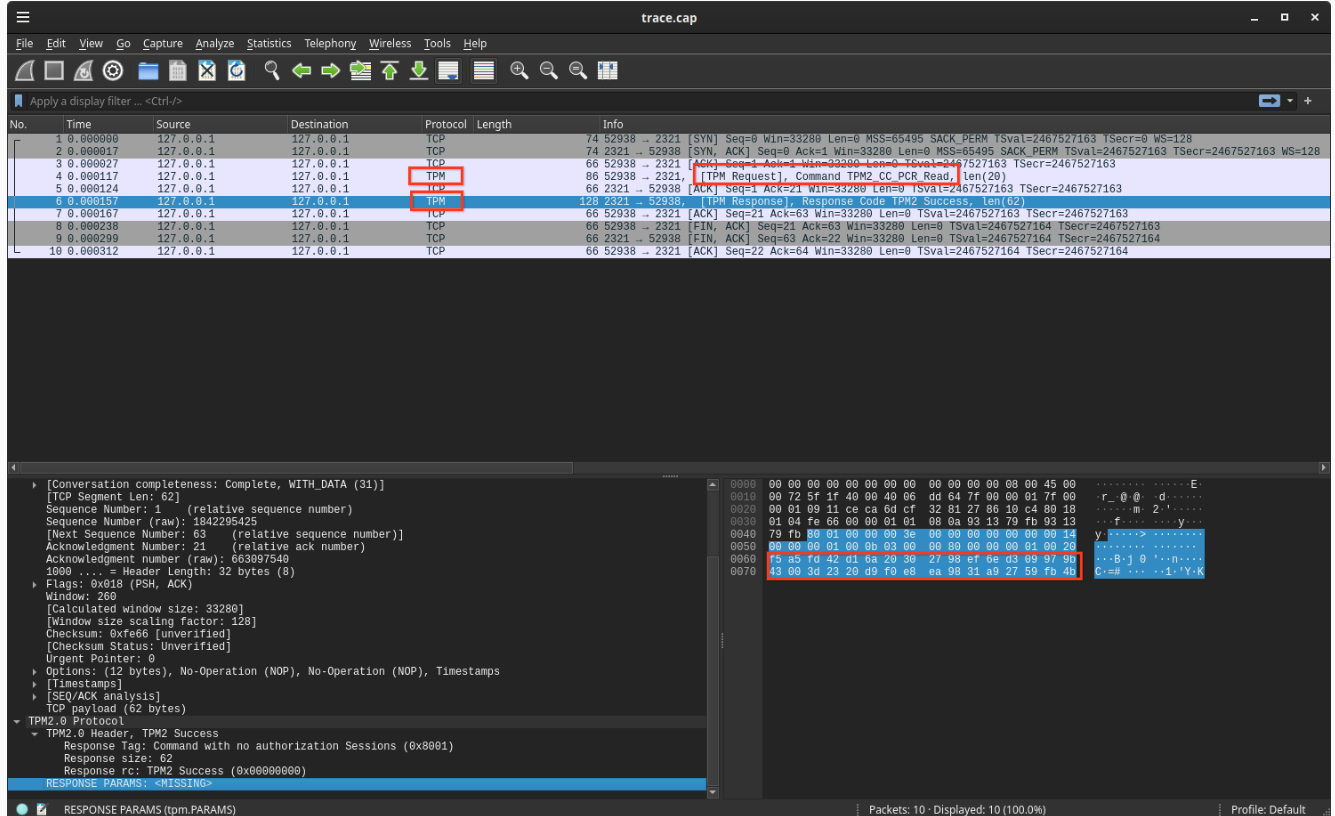 trace.cap
File Edit View Go Capture Analyze Statistics Telephony Wireless Tools Help
Apply a display filter ... <Ctrl-/>
No. Time Source Destination Protocol Length Info
1 0.000000 127.0.0.1 127.0.0.1 TCP 74 52938 → 2321 [SYN] Seq=0 Win=33280 Len=0 MSS=65495 SACK_PERM TSval=2467527163 TSecr=0 WS=128
2 0.000017 127.0.0.1 127.0.0.1 TCP 74 2321 → 52938 [SYN, ACK] Seq=0 Ack=1 Win=33280 Len=0 MSS=65495 SACK_PERM TSval=2467527163 TSecr=2467527163 WS=128
3 0.000027 127.0.0.1 127.0.0.1 TCP 66 52938 → 2321 [ACK] Seq=1 Ack=1 Win=33280 Len=0 TSval=2467527163 TSecr=2467527163
4 0.000117 127.0.0.1 127.0.0.1 TPM 86 52938 → 2321, [TPM Request], Command TPM2_CC_PCR_Read, len(20)
5 0.000124 127.0.0.1 127.0.0.1 TCP 66 2321 → 52938 [ACK] Seq=1 Ack=21 Win=33280 Len=0 TSval=2467527163 TSecr=2467527163
6 0.000157 127.0.0.1 127.0.0.1 TPM 128 2321 → 52938, [TPM Response], Response Code TPM2 Success, len(62)
7 0.000167 127.0.0.1 127.0.0.1 TCP 66 52938 → 2321 [ACK] Seq=21 Ack=63 Win=33280 Len=0 TSval=2467527163 TSecr=2467527163
8 0.000238 127.0.0.1 127.0.0.1 TCP 66 52938 → 2321 [FIN, ACK] Seq=21 Ack=63 Win=33280 Len=0 TSval=2467527164 TSecr=2467527163
9 0.000299 127.0.0.1 127.0.0.1 TCP 66 2321 → 52938 [FIN, ACK] Seq=63 Ack=22 Win=33280 Len=0 TSval=2467527164 TSecr=2467527164
10 0.000312 127.0.0.1 127.0.0.1 TCP 66 52938 → 2321 [ACK] Seq=22 Ack=64 Win=33280 Len=0 TSval=2467527164 TSecr=2467527164
[Conversation completeness: Complete, WITH_DATA (31)]
[TCP Segment Len: 62]
Sequence Number: 1 (relative sequence number)
Sequence Number (raw): 1842295425
[Next Sequence Number: 63 (relative sequence number)]
Acknowledgment Number: 21 (relative ack number)
Acknowledgment number (raw): 663097540
1000 .... = Header Length: 32 bytes (8)
Flags: 0x018 (PSH, ACK)
Window: 260
[Calculated window size: 33280]
[Window size scaling factor: 128]
Checksum: 0xfe66 [unverified]
[Checksum Status: Unverified]
Urgent Pointer: 0
Options: (12 bytes), No-Operation (NOP), No-Operation (NOP), Timestamps
[Timestamps]
[SEQ/ACK analysis]
TCP payload (62 bytes)
TPM2.0 Protocol
TPM2.0 Header, TPM2 Success
Response Tag: Command with no authorization Sessions (0x8001)
Response size: 62
Response rc: TPM2 Success (0x00000000)
RESPONSE PARAMS: <MISSING>
0000 00 00 00 00 00 00 00 00 00 00 00 00 08 00 45 00 ········ ······E·
0010 00 72 5f 1f 40 00 40 06 dd 64 7f 00 00 01 7f 00 ·r_·@·@· ·d······
0020 00 01 09 11 ce ca 6d cf 32 81 27 86 10 c4 80 18 ······m· 2·'·····
0030 01 04 fe 66 00 00 01 01 08 0a 93 13 79 fb 93 13 ···f···· ····y···
0040 79 fb 80 01 00 00 00 3e 00 00 00 00 00 00 00 14 y······> ········
0050 00 00 00 01 00 0b 03 00 00 80 00 00 00 01 00 20 ········ ·······
0060 f5 a5 fd 42 d1 6a 20 30 27 98 ef 6e d3 09 97 9b ···B·j 0 '··n····
0070 43 00 3d 23 20 d9 f0 e8 ea 98 31 a9 27 59 fb 4b C·=# ··· ··1·'Y·K
RESPONSE PARAMS (tpm.PARAMS)
Packets: 10 · Displayed: 10 (100.0%)
Profile: Default